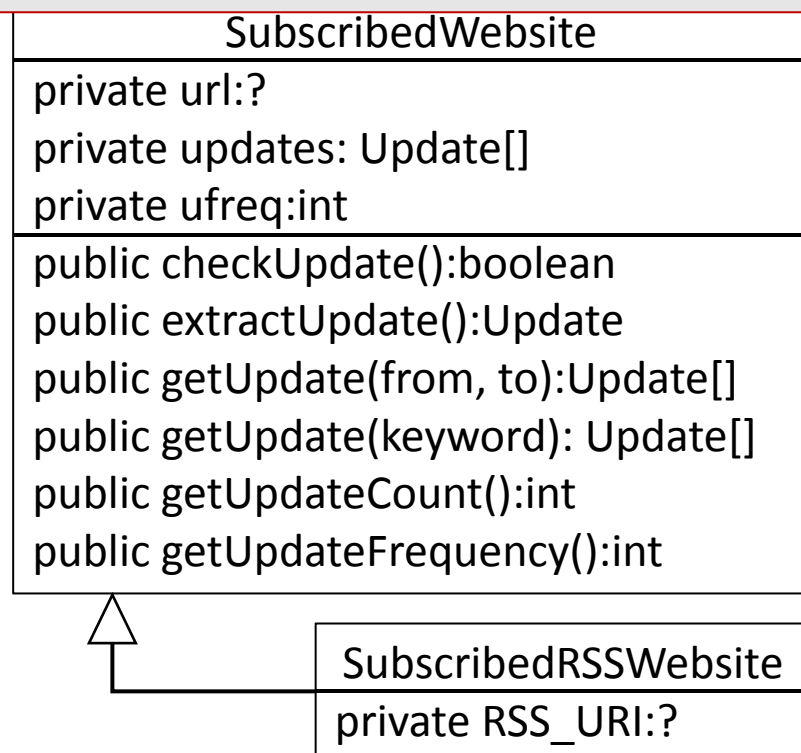 SubscribedWebsite
private url:?
private updates: Update[]
private ufreq:int
public checkUpdate():boolean
public extractUpdate():Update
public getUpdate(from, to):Update[]
public getUpdate(keyword): Update[]
public getUpdateCount():int
public getUpdateFrequency():int
SubscribedRSSWebsite
private RSS_URI:?